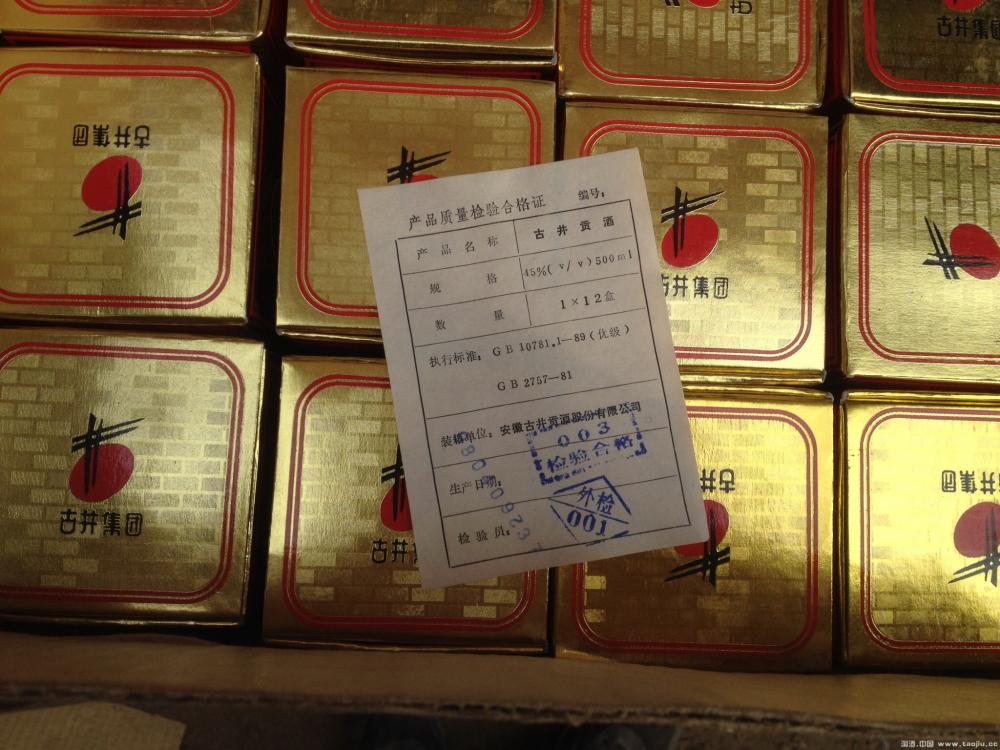 古井集团
古井集团
古井集团
产品质量检验合格证 编号:
产品名称 古井贡酒
规格 45%(v/v)500ml
数量 1×12盒
执行标准: GB 10781.1—89(优级)
GB 2757—81
装箱单位: 安徽古井贡酒股份有限公司
003
检验合格
生产日期:
外检
001
检验员:
古井集团
古井
古井
古井集团
淘酒.中国 www.taojiu.cc